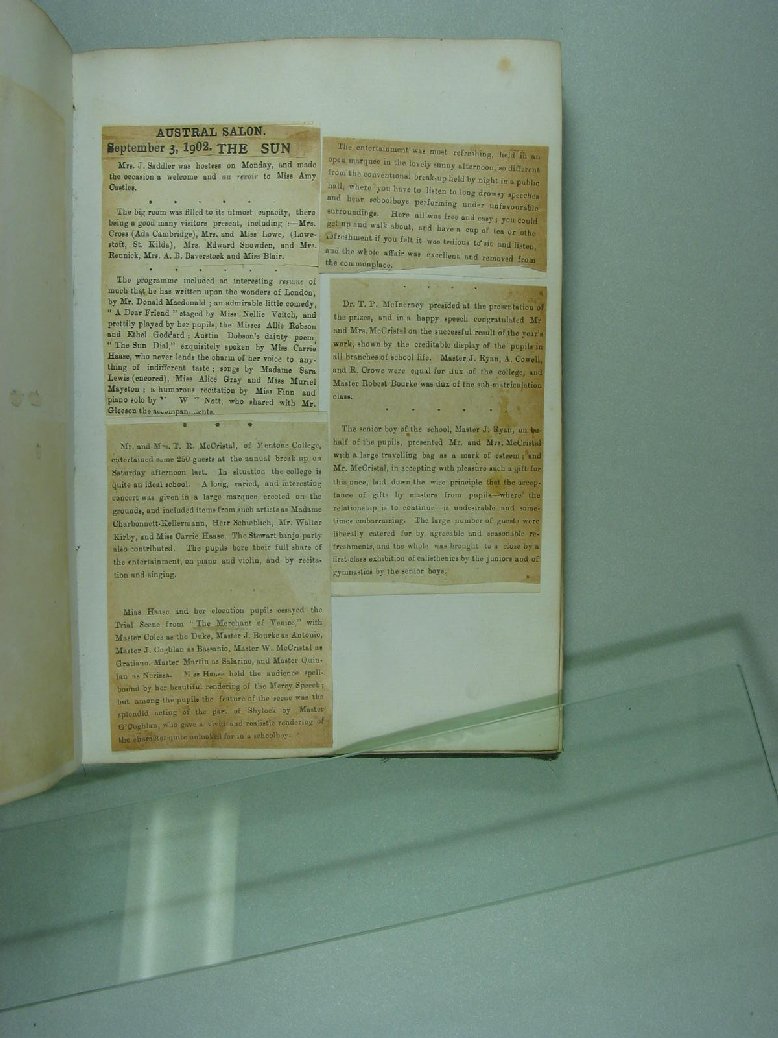 AUSTRAL SALON.
September 3, 1902. THE SUN
Mrs. J. Saddler was hostess on Monday, and made
the occasion a welcome and au revoir to Miss Amy
Castles.
* * * * *
The big room was filled to its utmost capacity, there
being a good many visitors present, including :—Mrs.
Cross (Ada Cambridge), Mrs. and Miss Lowe, (Lowe-
stoft, St. Kilda), Mrs. Edward Snowden, and Mrs.
Rennick, Mrs. A. B. Baverstock and Miss Blair.
* * * * *
The programme included an interesting resume of
much that he has written upon the wonders of London,
by Mr. Donald Macdonald ; an admirable little comedy,
" A Dear Friend " staged by Miss Nellie Veitch, and
prettily played by her pupils, the Misses Allie Robson
and Ethel Goddard ; Austin Dobson's dainty poem,
" The Sun Dial," exquisitely spoken by Miss Carrie
Haase, who never lends the charm of her voice to any-
thing of indifferent taste ; songs by Madame Sara
Lewis (encored), Miss Alice Gray and Miss Muriel
Mayston ; a humorous recitation by Miss Finn and
piano solo by W Nott, who shared with Mr.
Gleeson the accompaniments.
* * *
Mr. and Mrs. T. R. McCristal, of Mentone College,
entertained some 250 guests at the annual break up on
Saturday afternoon last. In situation the college is
quite an ideal school. A long, varied, and interesting
concert was given in a large marquee erected on the
grounds, and included items from such artists as Madame
Charbonnett-Kellermann, Herr Schublach, Mr. Walter
Kirby, and Miss Carrie Haase. The Stewart banjo party
also contributed. The pupils bore their full share of
the entertainment, on piano and violin, and by recita-
tion and singing.
Miss Haase and her elocution pupils essayed the
Trial Scene from "The Merchant of Venice," with
Master Coles as the Duke, Master J. Bourke as Antonio,
Master J. Coghlan as Bassanio, Master W. McCristal as
Gratiano, Master Martin as Salarino, and Master Quin-
lan as Nerissa. Miss Haase held the audience spell-
bound by her beautiful rendering of the Mercy Speech ;
but among the pupils the feature of the scene was the
splendid acting of the part of Shylock by Master
O'Coghlan, who gave a vivid and realistic rendering of
the character quite unlooked for in a schoolboy.
The entertainment was most refreshing, held in an
open marquee in the lovely sunny afternoon, so different
from the conventional break-up held by night in a public
hall, where you have to listen to long drowsy speeches
and hear schoolboys performing under unfavourable
surroundings. Here all was free and easy ; you could
get up and walk about, and have a cup of tea or othe
refreshment if you felt it was tedious to sit and listen,
and the whole affair was excellent and removed from
the commonplace.
* * * * *
Dr. T. P. McInerney presided at the presentation of
the prizes, and in a happy speech congratulated Mr
and Mrs. McCristal on the successful result of the year's
work, shown by the creditable display of the pupils in
all branches of school life. Master J. Ryan, A. Cowell,
and R. Crowe were equal for dux of the college, and
Master Robert Bourke was dux of the sub-matriculation
class.
* * * * *
The senior boy of the school, Master J. Ryan, on be-
half of the pupils, presented Mr. and Mrs. McCristal
with a large travelling bag as a mark of esteem ; and
Mr. McCristal, in accepting with pleasure such a gift for
this once, laid down the wise principle that the accep-
tance of gifts by masters from pupils—where the
relationship is to continue—is undesirable and some-
times embarrassing. The large number of guests were
liberally catered for by agreeable and seasonable re-
freshments, and the whole was brought to a close by a
first-class exhibition of calisthenics by the juniors and of
gymnastics by the senior boys.